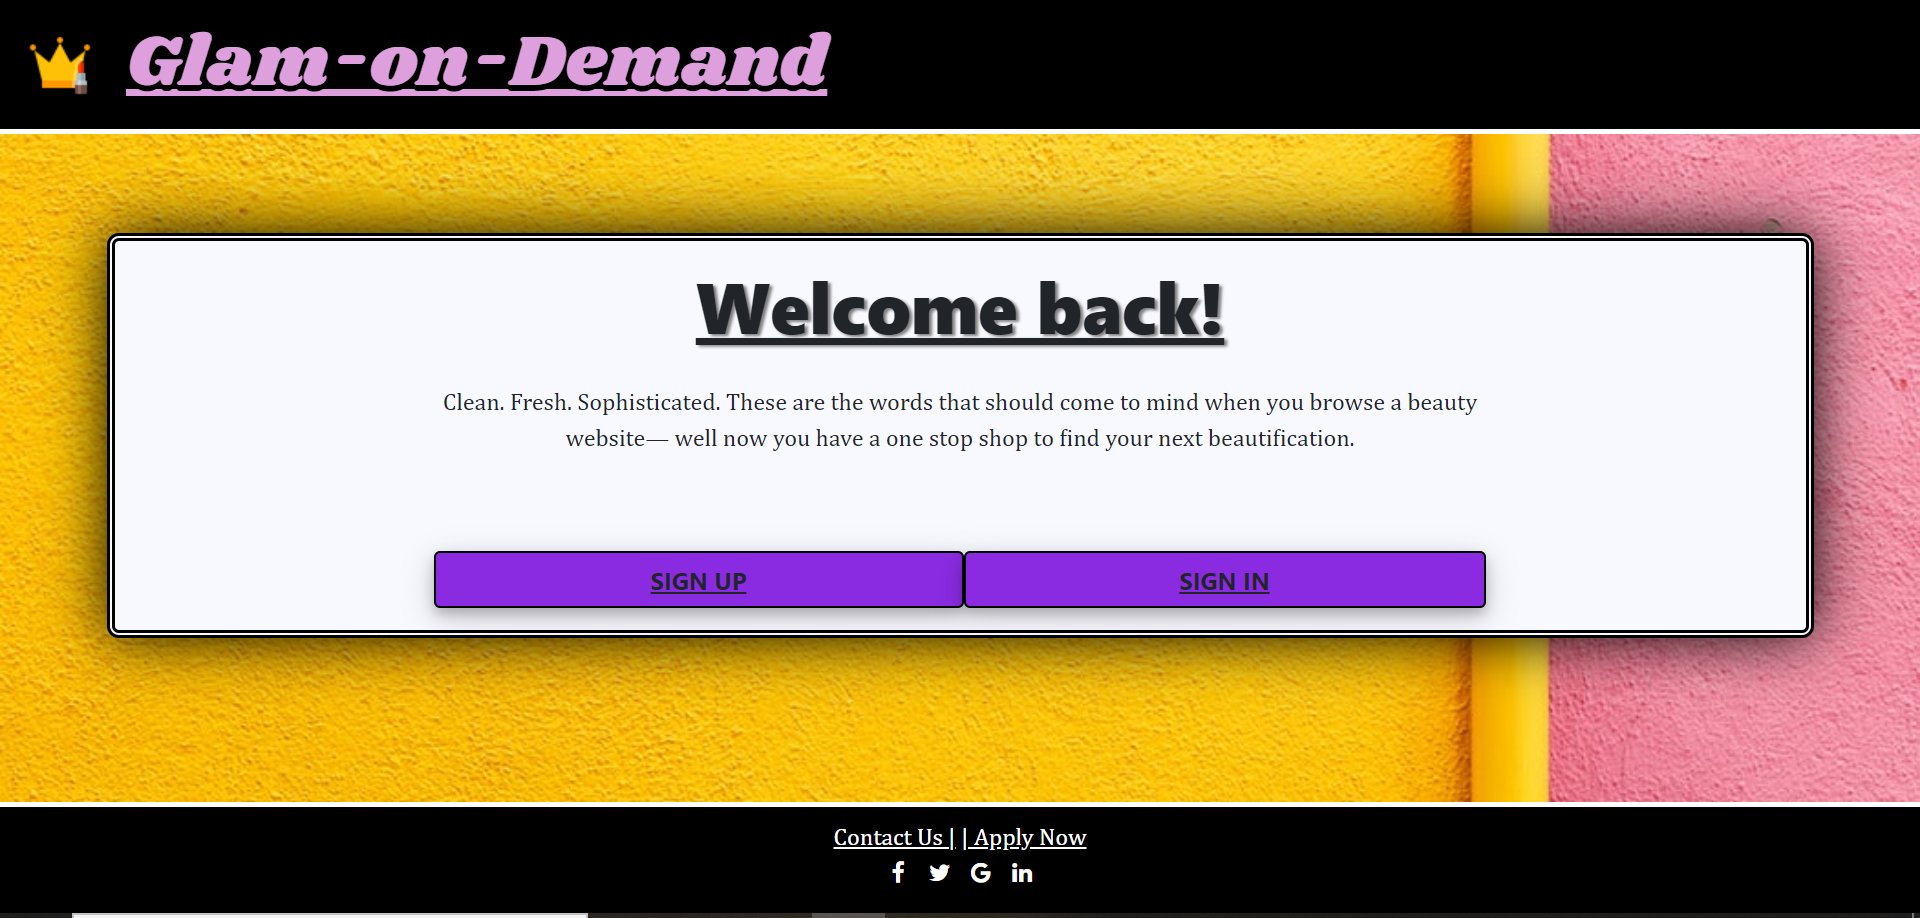 Glam-on-Demand
Welcome back!
Clean. Fresh. Sophisticated. These are the words that should come to mind when you browse a beauty
website— well now you have a one stop shop to find your next beautification.
SIGN UP SIGN IN
Contact Us | | Apply Now